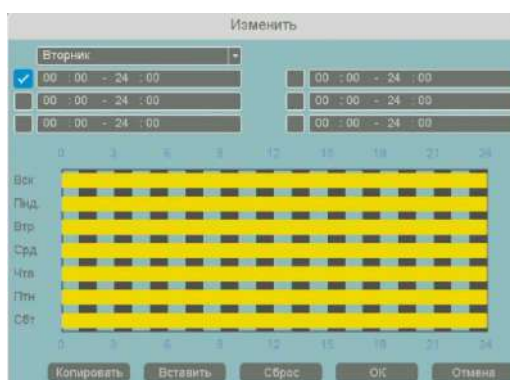 Изменить
Вторник
00 :00 - 24 :00 00 :00 - 24 :00
00 :00 - 24 :00 00 :00 - 24 :00
00 :00 - 24 :00 00 :00 - 24 :00
0 3 6 9 12 15 18 21 24
Вск
Пнд.
Втр
Срд
Чтв
Птн
Сбт
0 3 6 9 12 15 18 21 24
Копировать Вставить Сброс ОК Отмена